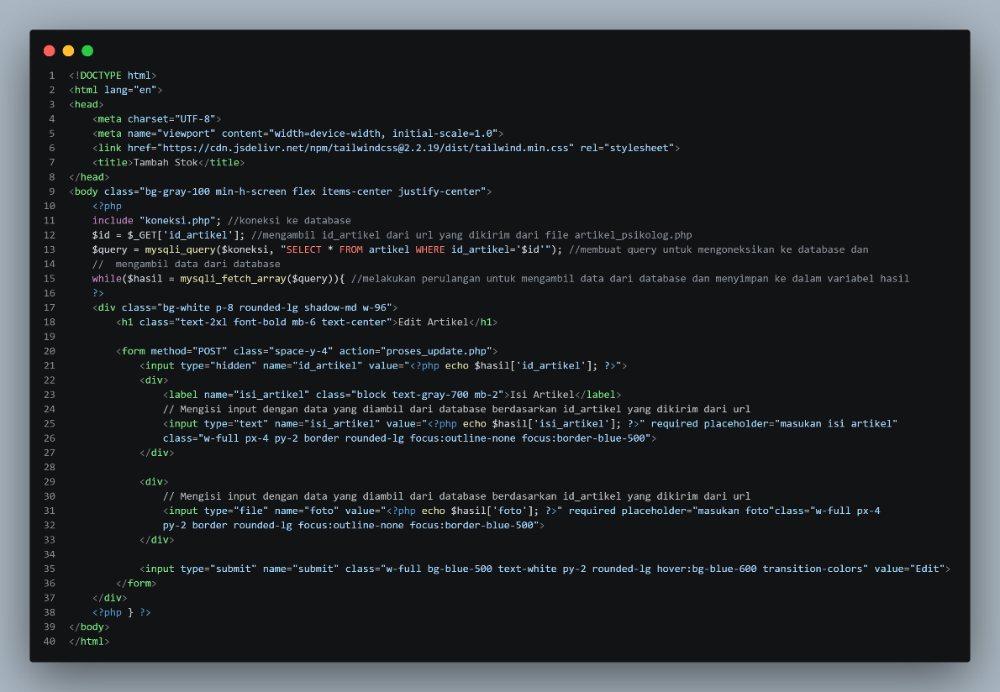 1 <!DOCTYPE html>
2 <html lang="en">
3 <head>
4     <meta charset="UTF-8">
5     <meta name="viewport" content="width=device-width, initial-scale=1.0">
6     <link href="https://cdn.jsdelivr.net/npm/tailwindcss@2.2.19/dist/tailwind.min.css" rel="stylesheet">
7     <title>Tambah Stok</title>
8 </head>
9 <body class="bg-gray-100 min-h-screen flex items-center justify-center">
10     <?php
11     include "koneksi.php"; //koneksi ke database
12     $id = $_GET['id_artikel']; //mengambil id_artikel dari url yang dikirim dari file artikel_psikolog.php
13     $query = mysqli_query($koneksi, "SELECT * FROM artikel WHERE id_artikel='$id'"); //membuat query untuk mengoneksikan ke database dan
14     //  mengambil data dari database
15     while($hasil = mysqli_fetch_array($query)){ //melakukan perulangan untuk mengambil data dari database dan menyimpan ke dalam variabel hasil
16     ?>
17     <div class="bg-white p-8 rounded-lg shadow-md w-96">
18         <h1 class="text-2xl font-bold mb-6 text-center">Edit Artikel</h1>
19
20         <form method="POST" class="space-y-4" action="proses_update.php">
21             <input type="hidden" name="id_artikel" value="<?php echo $hasil['id_artikel']; ?>">
22             <div>
23                 <label name="isi_artikel" class="block text-gray-700 mb-2">Isi Artikel</label>
24                 // Mengisi input dengan data yang diambil dari database berdasarkan id_artikel yang dikirim dari url
25                 <input type="text" name="isi_artikel" value="<?php echo $hasil['isi_artikel']; ?>" required placeholder="masukan isi artikel"
26                 class="w-full px-4 py-2 border rounded-lg focus:outline-none focus:border-blue-500">
27             </div>
28
29             <div>
30                 // Mengisi input dengan data yang diambil dari database berdasarkan id_artikel yang dikirim dari url
31                 <input type="file" name="foto" value="<?php echo $hasil['foto']; ?>" required placeholder="masukan foto"class="w-full px-4
32                 py-2 border rounded-lg focus:outline-none focus:border-blue-500">
33             </div>
34
35             <input type="submit" name="submit" class="w-full bg-blue-500 text-white py-2 rounded-lg hover:bg-blue-600 transition-colors" value="Edit">
36         </form>
37     </div>
38     <?php } ?>
39 </body>
40 </html>